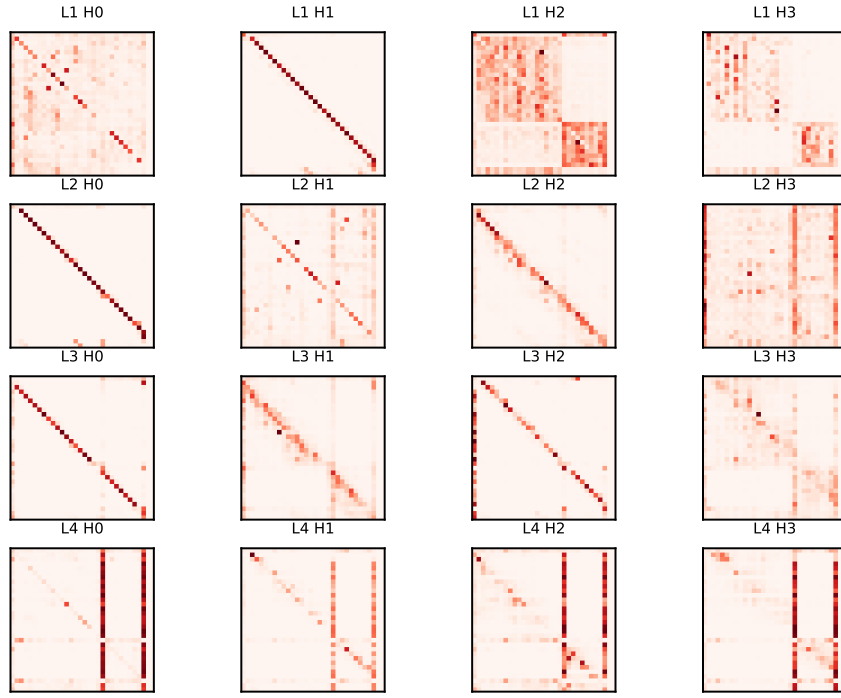 L1 H0 L1 H1 L1 H2 L1 H3
L2 H0 L2 H1 L2 H2 L2 H3
L3 H0 L3 H1 L3 H2 L3 H3
L4 H0 L4 H1 L4 H2 L4 H3